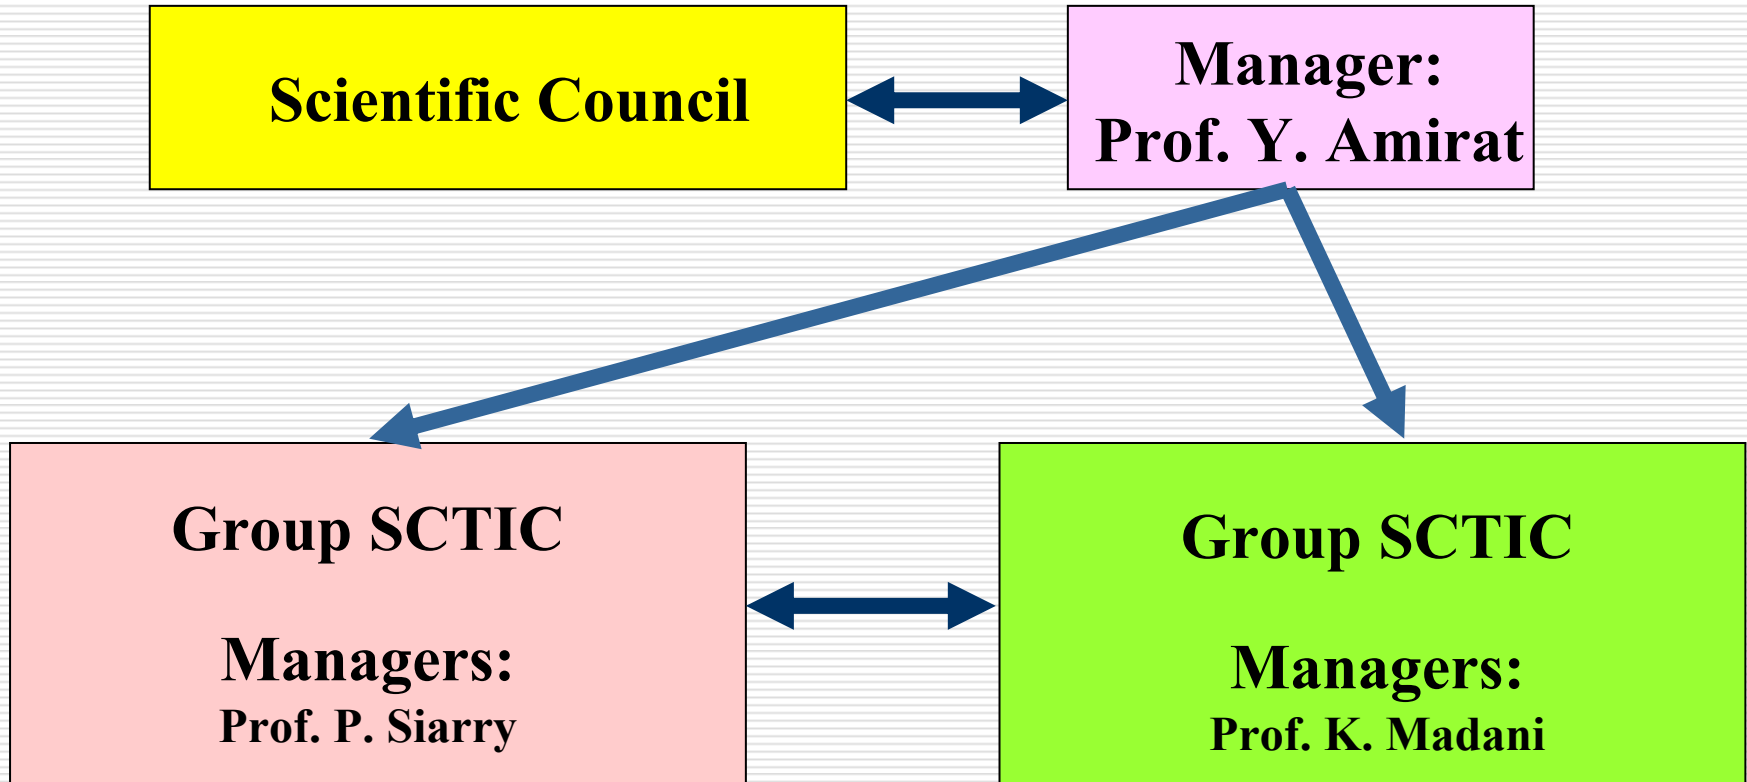 Scientific Council
Manager:
Prof. Y. Amirat
Group SCTIC
Managers:
Prof. P. Siarry
Group SCTIC
Managers:
Prof. K. Madani